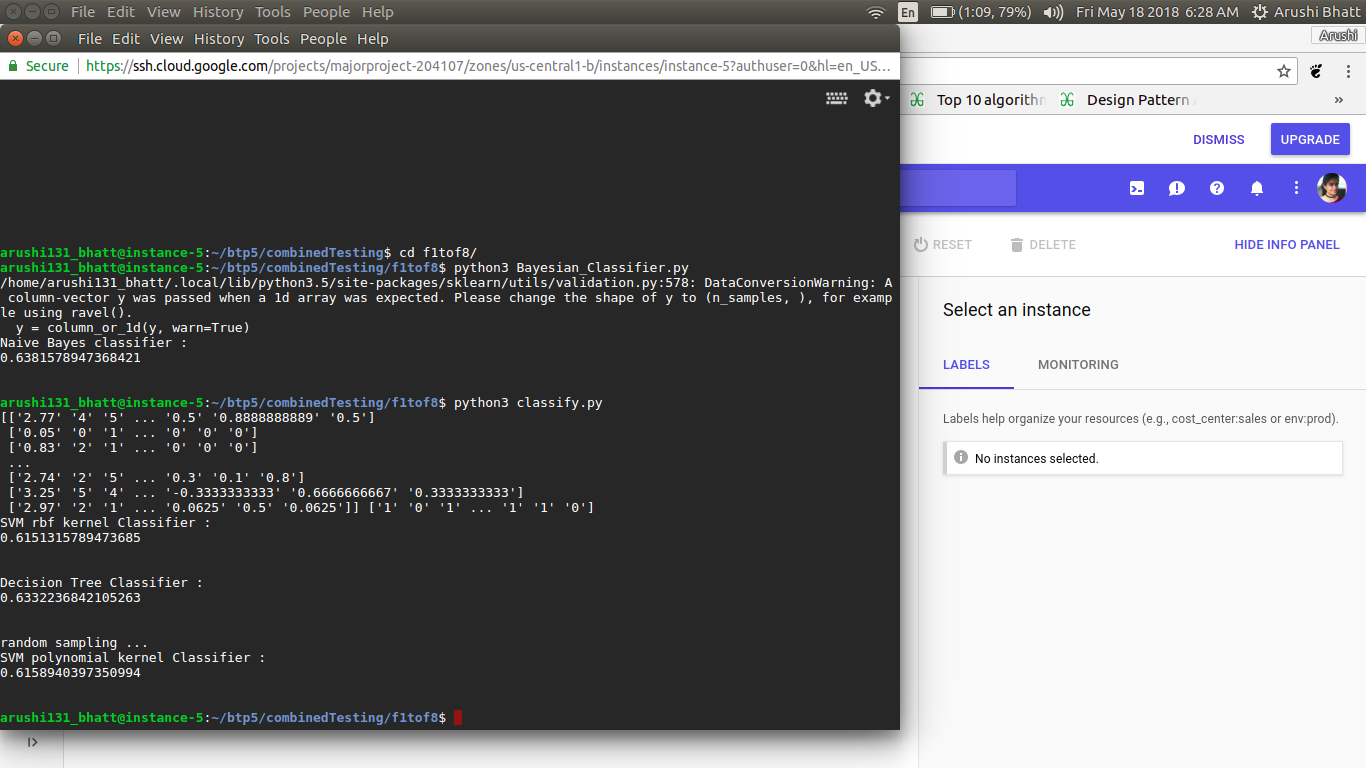 File Edit View History Tools People Help
En (1:09, 79%) Fri May 18 2018 6:28 AM Arushi Bhatt
File Edit View History Tools People Help
Arushi
Secure https://ssh.cloud.google.com/projects/majorproject-204107/zones/us-central1-b/instances/instance-5?authuser=0&hl=en_US...
Top 10 algorithm Design Pattern
DISMISS UPGRADE
RESET DELETE HIDE INFO PANEL
Select an instance
LABELS MONITORING
Labels help organize your resources (e.g., cost_center:sales or env:prod).
No instances selected.
arushi131_bhatt@instance-5:~/btp5/combinedTesting$ cd f1tof8/
arushi131_bhatt@instance-5:~/btp5/combinedTesting/f1tof8$ python3 Bayesian_Classifier.py
/home/arushi131_bhatt/.local/lib/python3.5/site-packages/sklearn/utils/validation.py:578: DataConversionWarning: A
 column-vector y was passed when a 1d array was expected. Please change the shape of y to (n_samples, ), for examp
le using ravel().
  y = column_or_1d(y, warn=True)
Naive Bayes classifier :
0.6381578947368421
arushi131_bhatt@instance-5:~/btp5/combinedTesting/f1tof8$ python3 classify.py
[['2.77' '4' '5' ... '0.5' '0.8888888889' '0.5']
 ['0.05' '0' '1' ... '0' '0' '0']
 ['0.83' '2' '1' ... '0' '0' '0']
 ...
 ['2.74' '2' '5' ... '0.3' '0.1' '0.8']
 ['3.25' '5' '4' ... '-0.3333333333' '0.6666666667' '0.3333333333']
 ['2.97' '2' '1' ... '0.0625' '0.5' '0.0625']] ['1' '0' '1' ... '1' '1' '0']
SVM rbf kernel Classifier :
0.6151315789473685
Decision Tree Classifier :
0.6332236842105263
random sampling ...
SVM polynomial kernel Classifier :
0.6158940397350994
arushi131_bhatt@instance-5:~/btp5/combinedTesting/f1tof8$